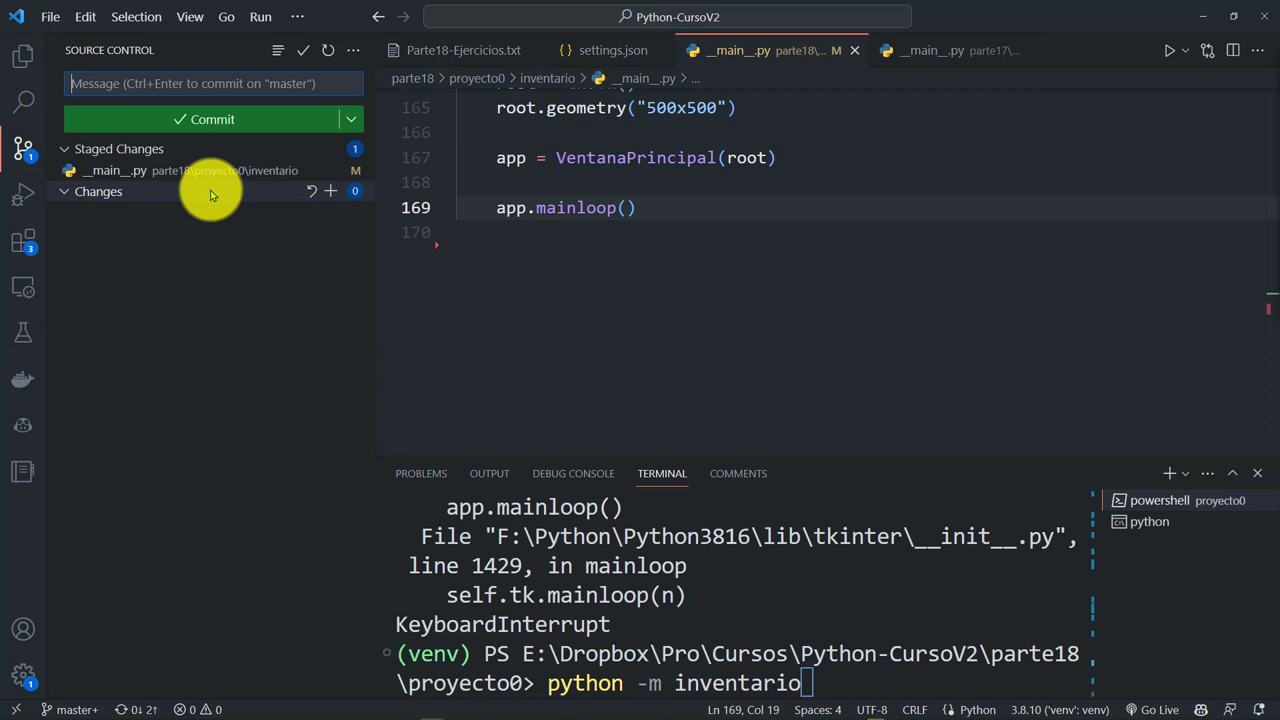 File Edit Selection View Go Run ···
Python-CursoV2
SOURCE CONTROL
Message (Ctrl+Enter to commit on "master")
Commit
Staged Changes 1
__main__.py parte18\proyecto0\inventario M
Changes 0
1
3
1
Parte18-Ejercicios.txt
settings.json
__main__.py parte18\... M
__main__.py parte17\...
parte18 > proyecto0 > inventario > __main__.py > ...
165 root.geometry("500x500")
166
167 app = VentanaPrincipal(root)
168
169 app.mainloop()
170
PROBLEMS OUTPUT DEBUG CONSOLE TERMINAL COMMENTS
app.mainloop()
File "F:\Python\Python3816\lib\tkinter\__init__.py",
line 1429, in mainloop
self.tk.mainloop(n)
KeyboardInterrupt
(venv) PS E:\Dropbox\Pro\Cursos\Python-CursoV2\parte18
\proyecto0> python -m inventario
powershell proyecto0
python
master+ 0↓ 2↑ 0 0 Ln 169, Col 19 Spaces: 4 UTF-8 CRLF Python 3.8.10 ('venv': venv) Go Live